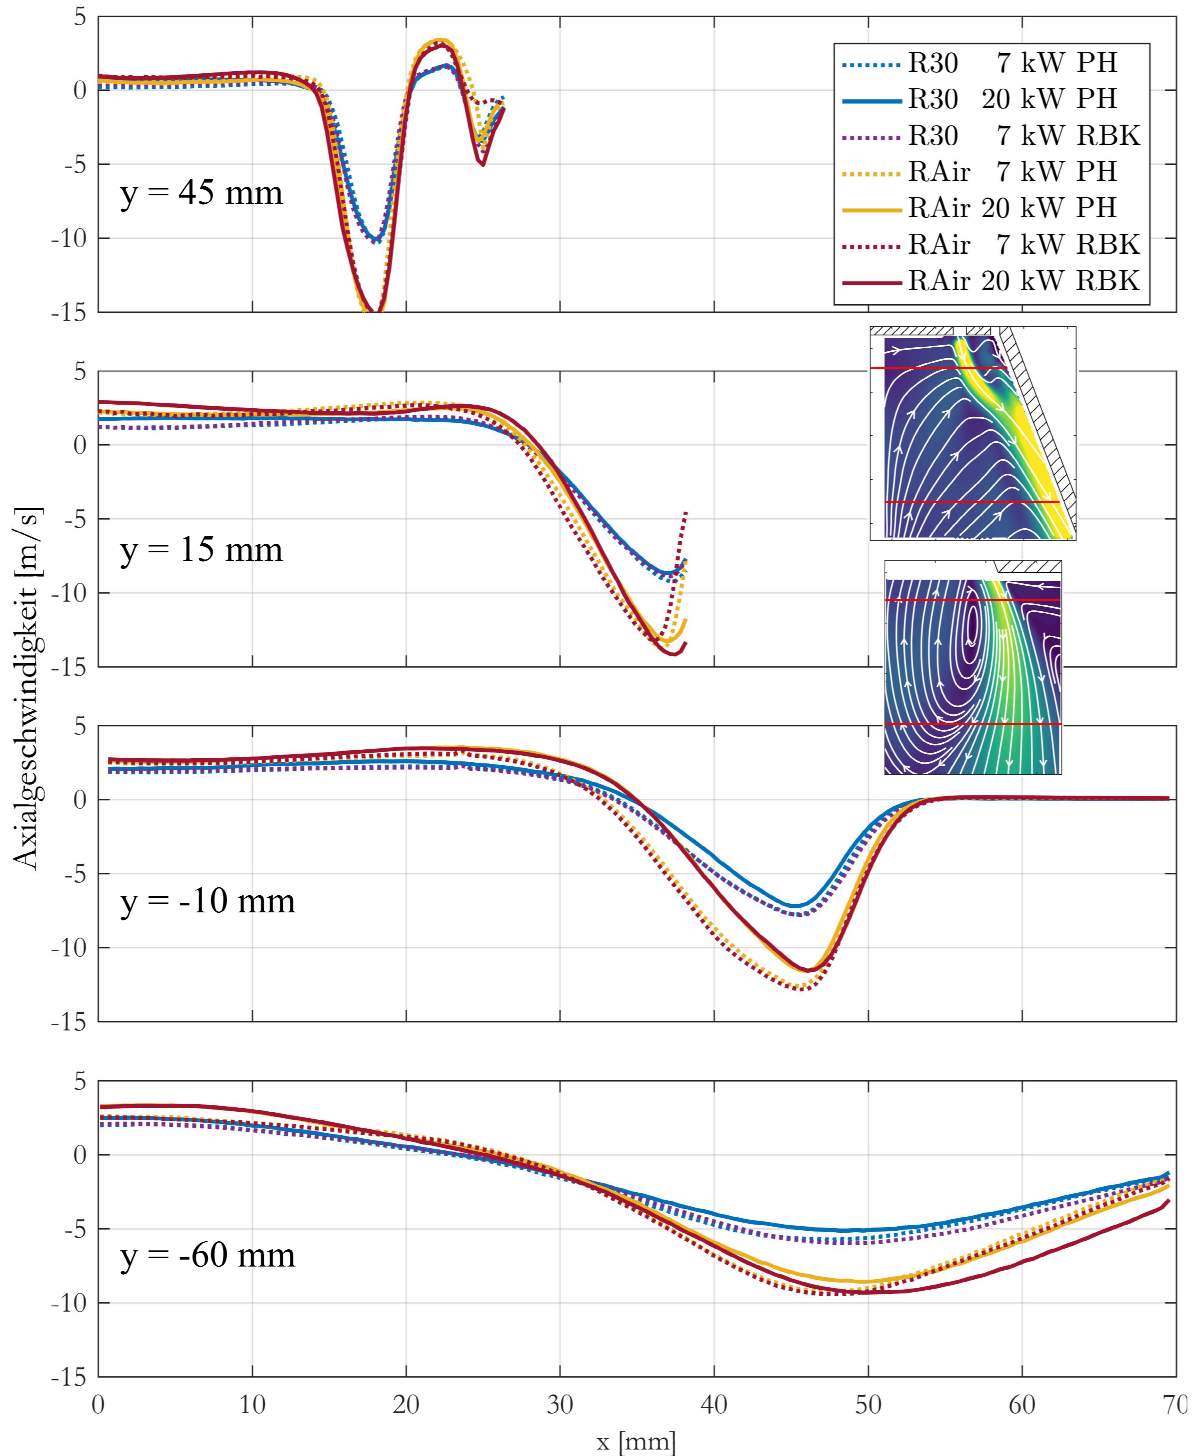 5
0
-5
-10
-15
y = 45 mm
R30 7 kW PH
R30 20 kW PH
R30 7 kW RBK
RAir 7 kW PH
RAir 20 kW PH
RAir 7 kW RBK
RAir 20 kW RBK
5
0
-5
-10
-15
y = 15 mm
Axialgeschwindigkeit [m/s]
5
0
-5
-10
-15
y = -10 mm
5
0
-5
-10
-15
y = -60 mm
0 10 20 30 40 50 60 70
x [mm]